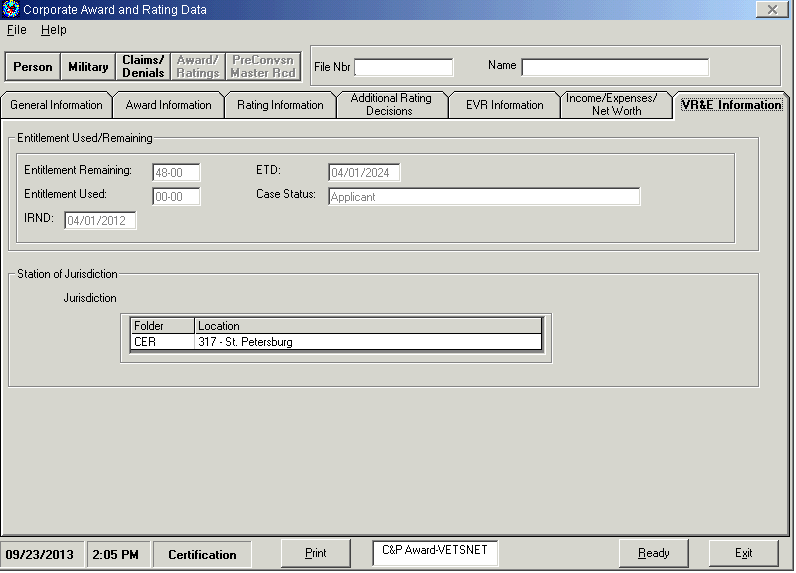 Corporate Award and Rating Data
File Help
Person Military Claims/ Denials Award/ Ratings PreConvsn Master Rcd File Nbr Name
General Information Award Information Rating Information Additional Rating Decisions EVR Information Income/Expenses/ Net Worth VR&E Information
Entitlement Used/Remaining
Entitlement Remaining: 48-00 ETD: 04/01/2024
Entitlement Used: 00-00 Case Status: Applicant
IRND: 04/01/2012
Station of Jurisdiction
Jurisdiction
Folder Location
CER 317 - St. Petersburg
09/23/2013 2:05 PM Certification Print C&P Award-VETSNET Ready Exit